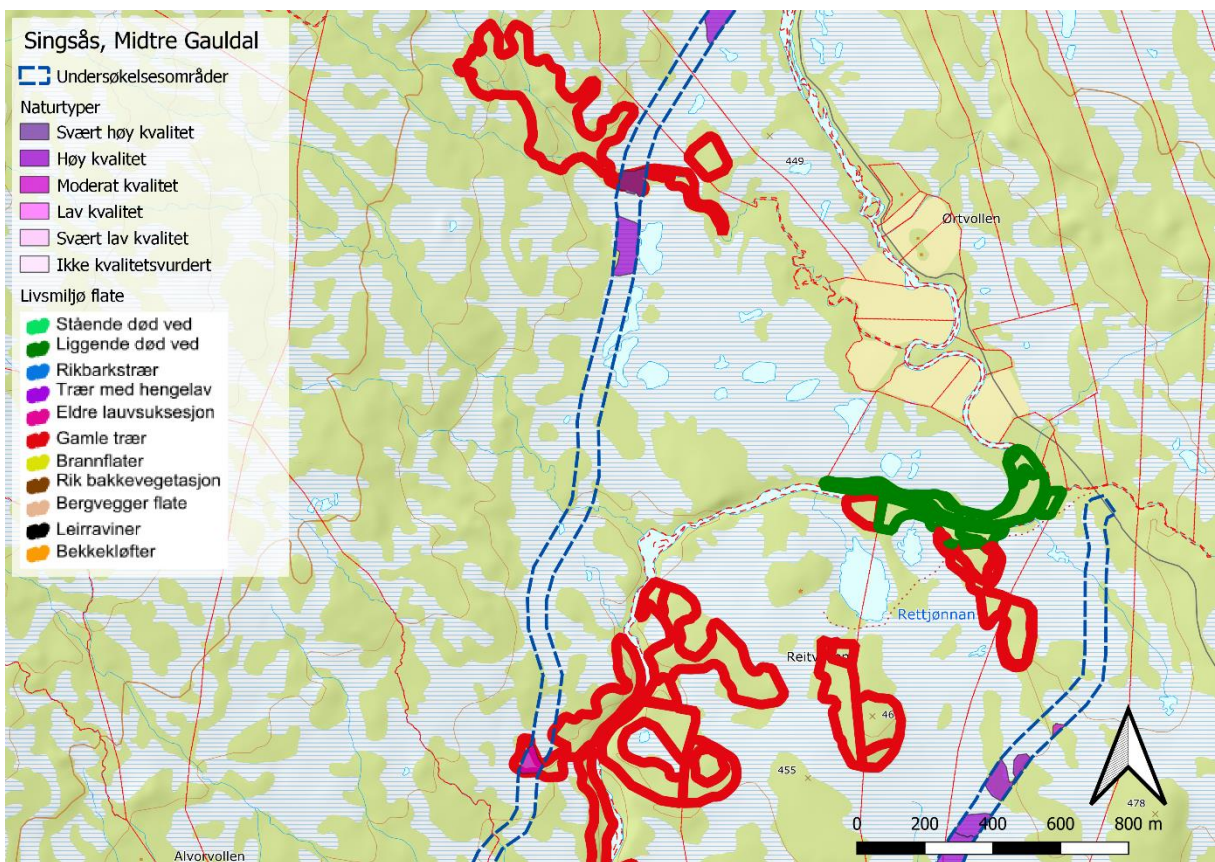 Singsås, Midtre Gauldal
Undersøkelsesområder
Naturtyper
Svært høy kvalitet
Høy kvalitet
Moderat kvalitet
Lav kvalitet
Svært lav kvalitet
Ikke kvalitetsvurdert
Livsmiljø flate
Stående død ved
Liggende død ved
Rikbarkstrær
Trær med hengelav
Eldre lauvsuksesjon
Gamle trær
Brannflater
Rik bakkevegetasjon
Bergvegger flate
Leirraviner
Bekkekløfter
449
Ørtvollen
Rettjønnan
46
455
478
0 200 400 600 800 m
Alvorvollen